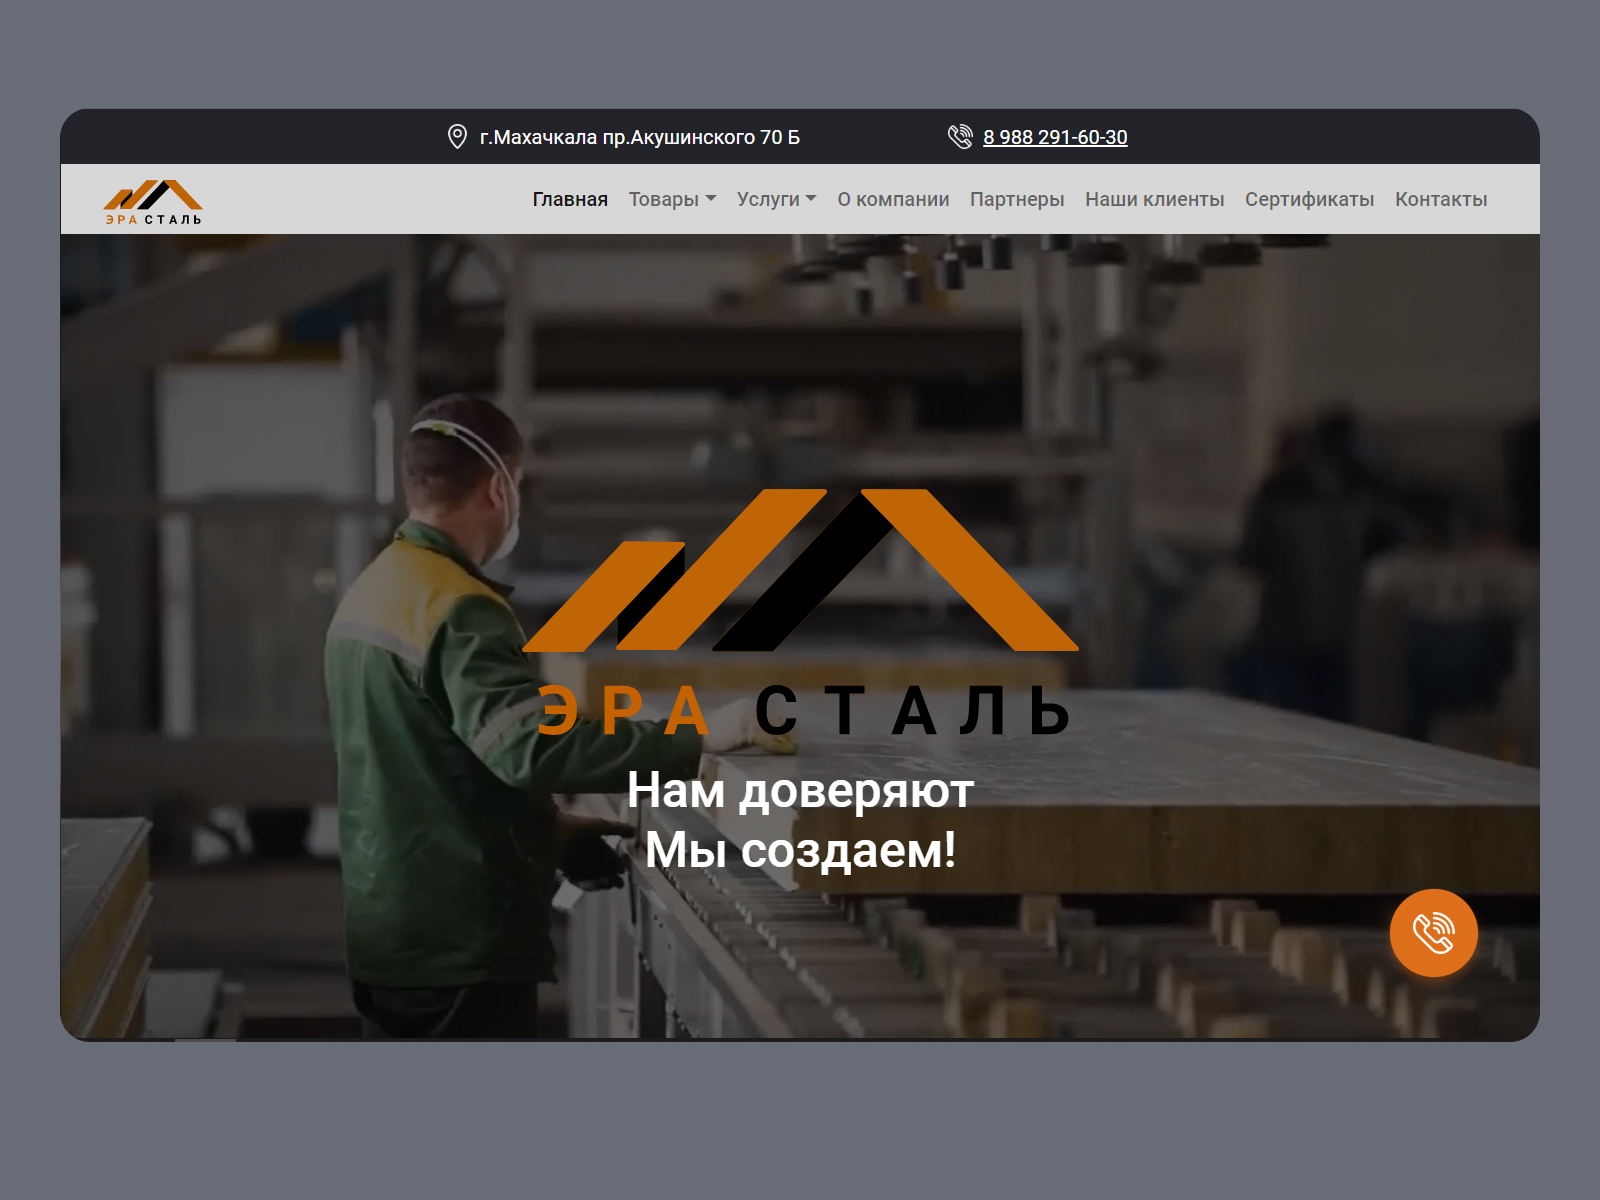 г.Махачкала пр.Акушинского 70 Б
8 988 291-60-30
ЭРА СТАЛЬ
Главная Товары Услуги О компании Партнеры Наши клиенты Сертификаты Контакты
ЭРА СТАЛЬ
Нам доверяют
Мы создаем!